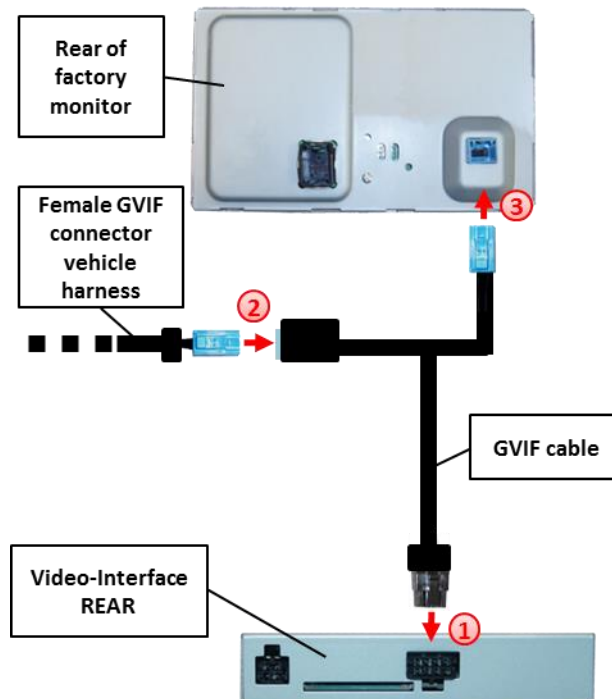 Rear of
factory
monitor
3
Female GVIF
connector
vehicle
harness
2
GVIF cable
Video-Interface
REAR
1